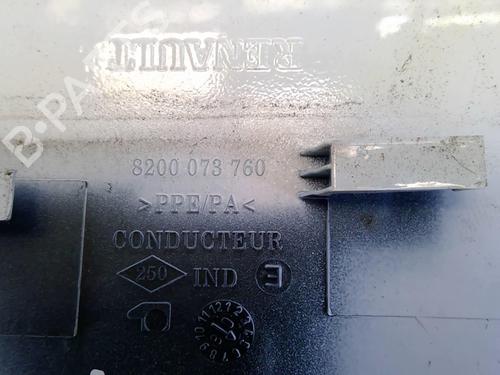 RENAULT
B-PARTS
8200 073 760
>PPE/PA<
CONDUCTEUR
250 IND E